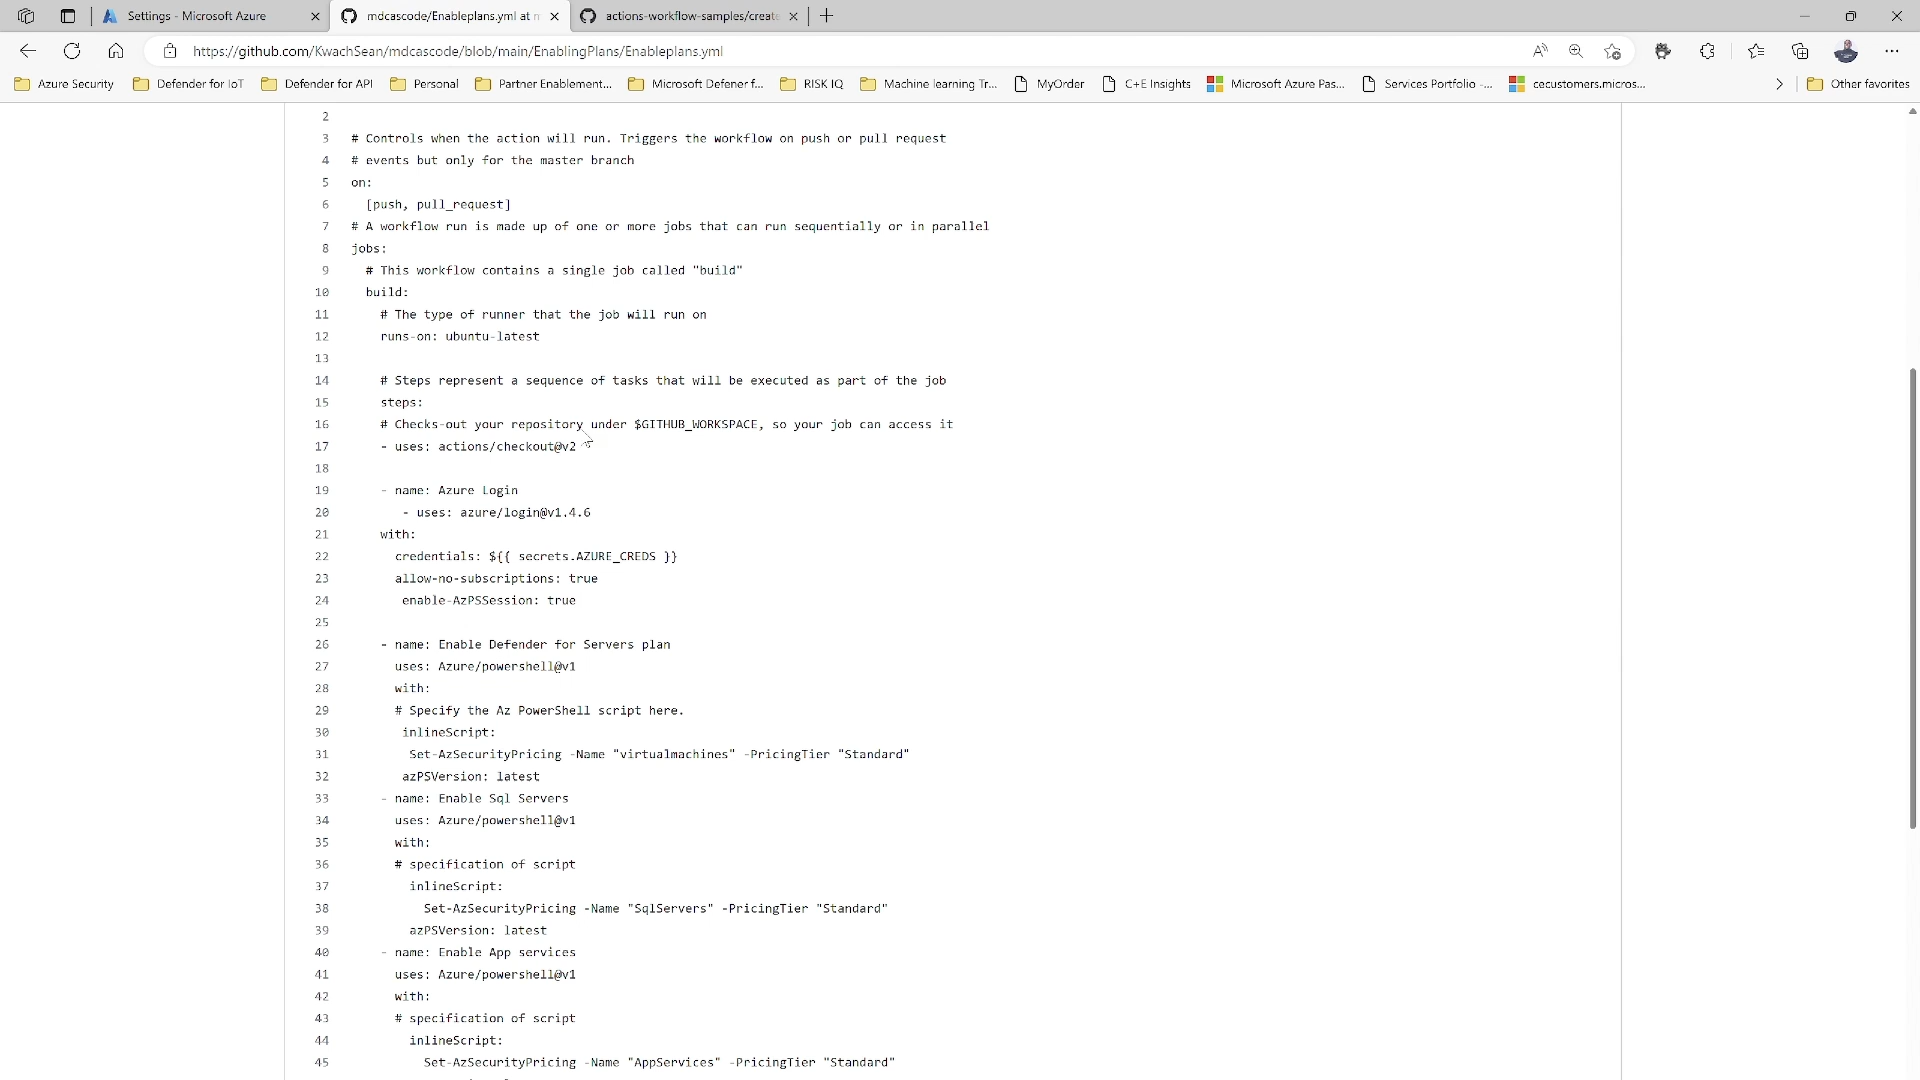 Settings - Microsoft Azure
mdcascode/Enableplans.yml at
actions-workflow-samples/create
https://github.com/KwachSean/mdcascode/blob/main/EnablingPlans/Enableplans.yml
Azure Security
Defender for IoT
Defender for API
Personal
Partner Enablement...
Microsoft Defener f...
RISK IQ
Machine learning Tr...
MyOrder
C+E Insights
Microsoft Azure Pas...
Services Portfolio -...
cecustomers.micros...
Other favorites
2
3 # Controls when the action will run. Triggers the workflow on push or pull request
4 # events but only for the master branch
5 on:
6 [push, pull_request]
7 # A workflow run is made up of one or more jobs that can run sequentially or in parallel
8 jobs:
9 # This workflow contains a single job called "build"
10 build:
11 # The type of runner that the job will run on
12 runs-on: ubuntu-latest
13
14 # Steps represent a sequence of tasks that will be executed as part of the job
15 steps:
16 # Checks-out your repository under $GITHUB_WORKSPACE, so your job can access it
17 - uses: actions/checkout@v2
18
19 - name: Azure Login
20 - uses: azure/login@v1.4.6
21 with:
22 credentials: ${{ secrets.AZURE_CREDS }}
23 allow-no-subscriptions: true
24 enable-AzPSSession: true
25
26 - name: Enable Defender for Servers plan
27 uses: Azure/powershell@v1
28 with:
29 # Specify the Az PowerShell script here.
30 inlineScript:
31 Set-AzSecurityPricing -Name "virtualmachines" -PricingTier "Standard"
32 azPSVersion: latest
33 - name: Enable Sql Servers
34 uses: Azure/powershell@v1
35 with:
36 # specification of script
37 inlineScript:
38 Set-AzSecurityPricing -Name "SqlServers" -PricingTier "Standard"
39 azPSVersion: latest
40 - name: Enable App services
41 uses: Azure/powershell@v1
42 with:
43 # specification of script
44 inlineScript:
45 Set-AzSecurityPricing -Name "AppServices" -PricingTier "Standard"